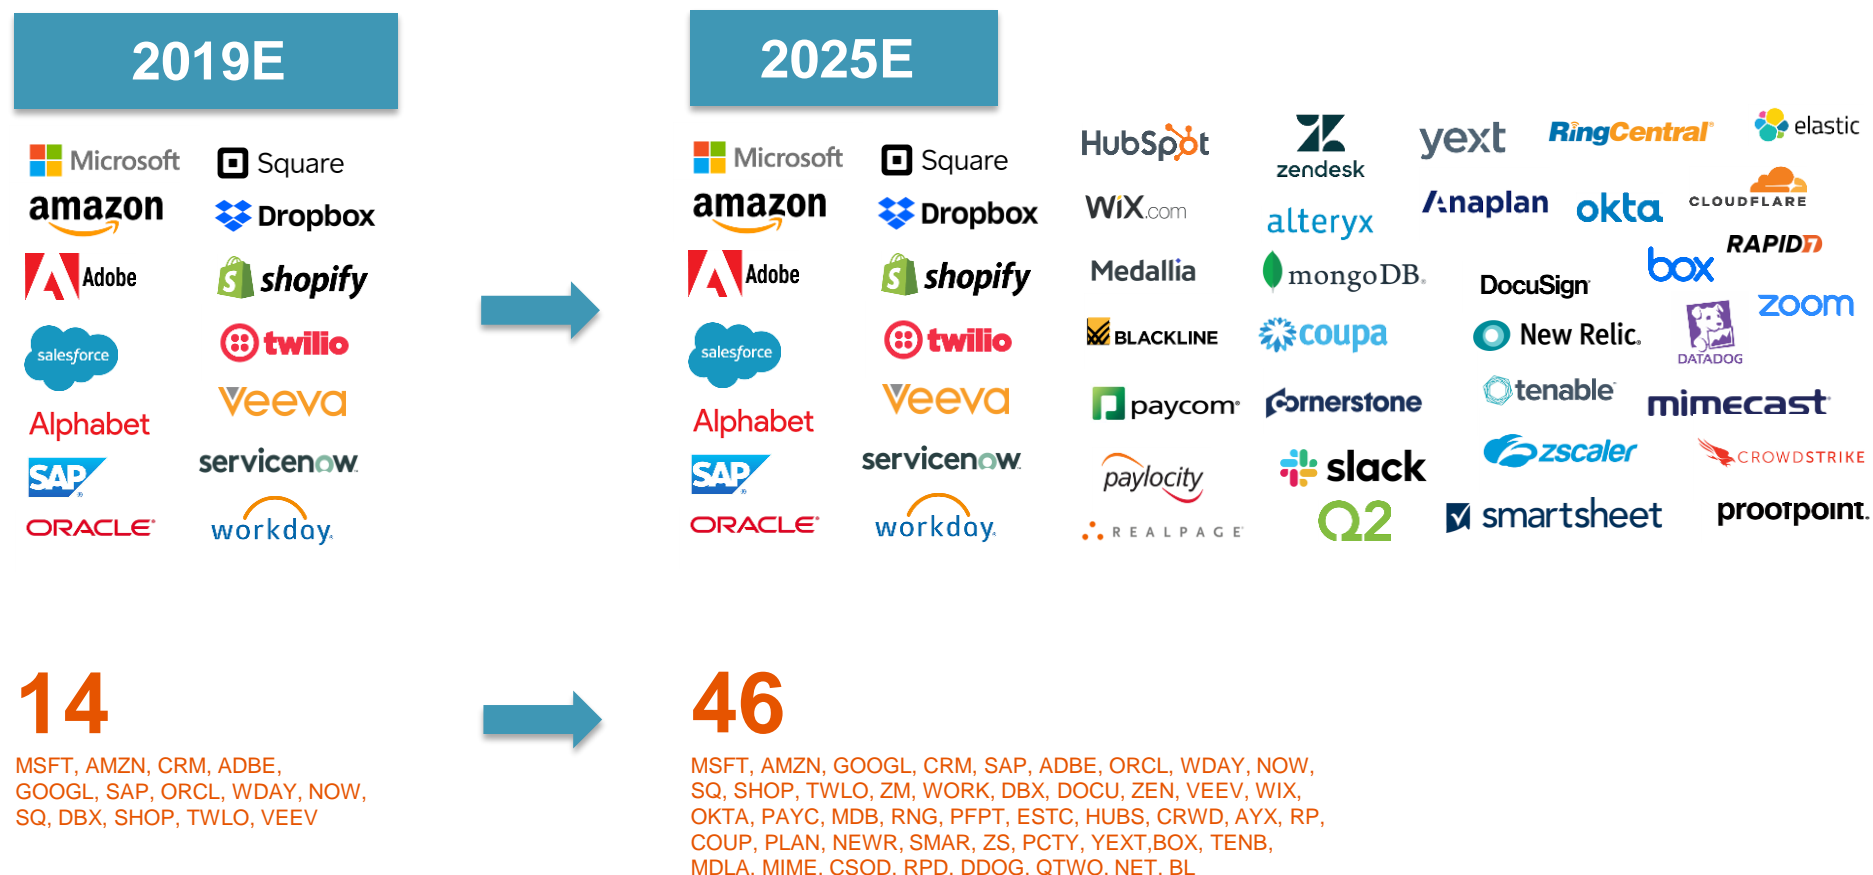 2019E
Microsoft
Square
amazon
Dropbox
Adobe
shopify
salesforce
twilio
Alphabet
Veeva
SAP®
servicenow.
ORACLE®
workday.
14
MSFT, AMZN, CRM, ADBE,
GOOGL, SAP, ORCL, WDAY, NOW,
SQ, DBX, SHOP, TWLO, VEEV
2025E
Microsoft
Square
amazon
Dropbox
Adobe
shopify
salesforce
twilio
Alphabet
Veeva
SAP®
servicenow.
ORACLE®
workday.
HubSpot
zendesk
yext
RingCentral®
elastic
WiX.com
alteryx
Anaplan
okta
CLOUDFLARE
RAPID7
Medallia
mongoDB®
DocuSign®
box
zoom
BLACKLINE
coupa
New Relic®
DATADOG
paycom®
cornerstone
tenable
mimecast®
paylocity
slack
zscaler
CROWDSTRIKE
REALPAGE®
Q2
smartsheet
proofpoint.
46
MSFT, AMZN, GOOGL, CRM, SAP, ADBE, ORCL, WDAY, NOW,
SQ, SHOP, TWLO, ZM, WORK, DBX, DOCU, ZEN, VEEV, WIX,
OKTA, PAYC, MDB, RNG, PFPT, ESTC, HUBS, CRWD, AYX, RP,
COUP, PLAN, NEWR, SMAR, ZS, PCTY, YEXT,BOX, TENB,
MDLA, MIME, CSOD, RPD, DDOG, QTWO, NET, BL